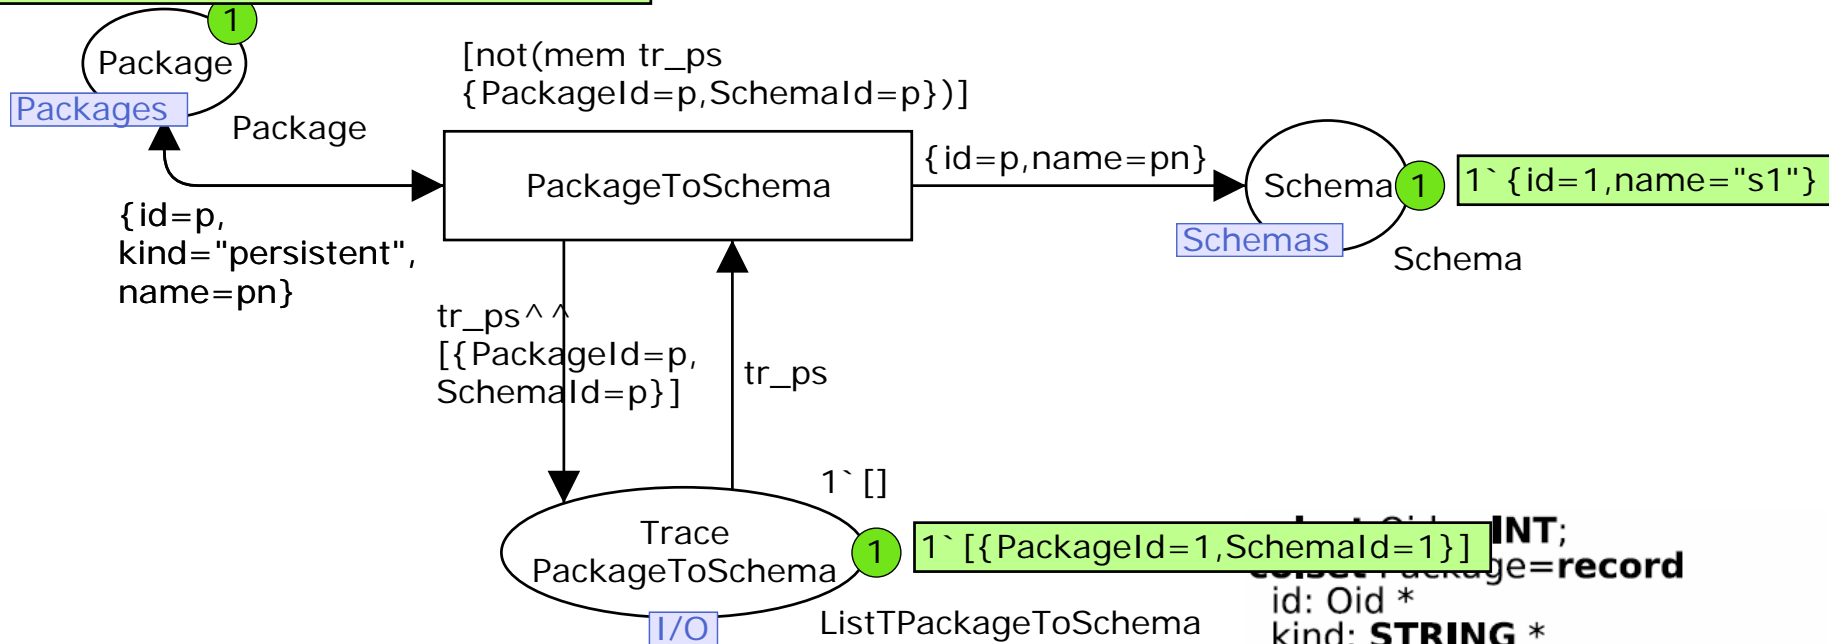 1
Package
Packages
Package
[not(mem tr_ps
{PackageId=p,SchemaId=p})]
PackageToSchema
{id=p,name=pn}
Schema
1
1`{id=1,name="s1"}
Schemas
Schema
{id=p,
kind="persistent",
name=pn}
tr_ps^^
[{PackageId=p,
SchemaId=p}]
tr_ps
1`[]
Trace
PackageToSchema
1
1`[{PackageId=1,SchemaId=1}]
I/O
ListTPackageToSchema
INT;
colset Package=record
id: Oid *
kind: STRING *